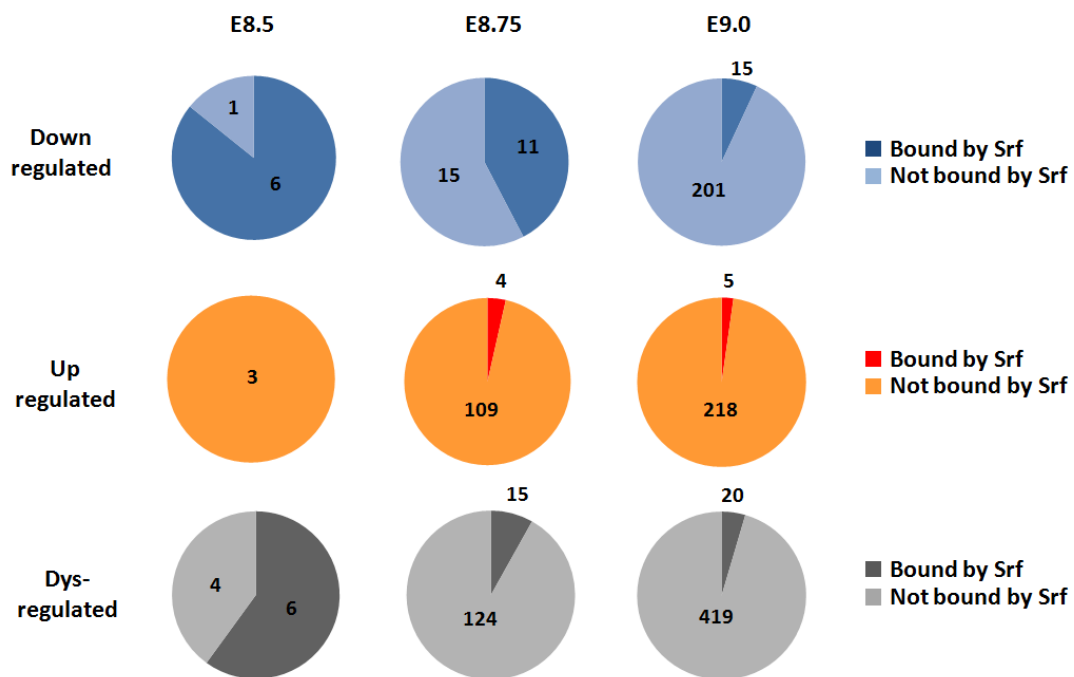 E8.5 E8.75 E9.0
Down
regulated
1
6
11
15
15
201
Bound by Srf
Not bound by Srf
Up
regulated
3
4
109
5
218
Bound by Srf
Not bound by Srf
Dys-
regulated
4
6
15
124
20
419
Bound by Srf
Not bound by Srf